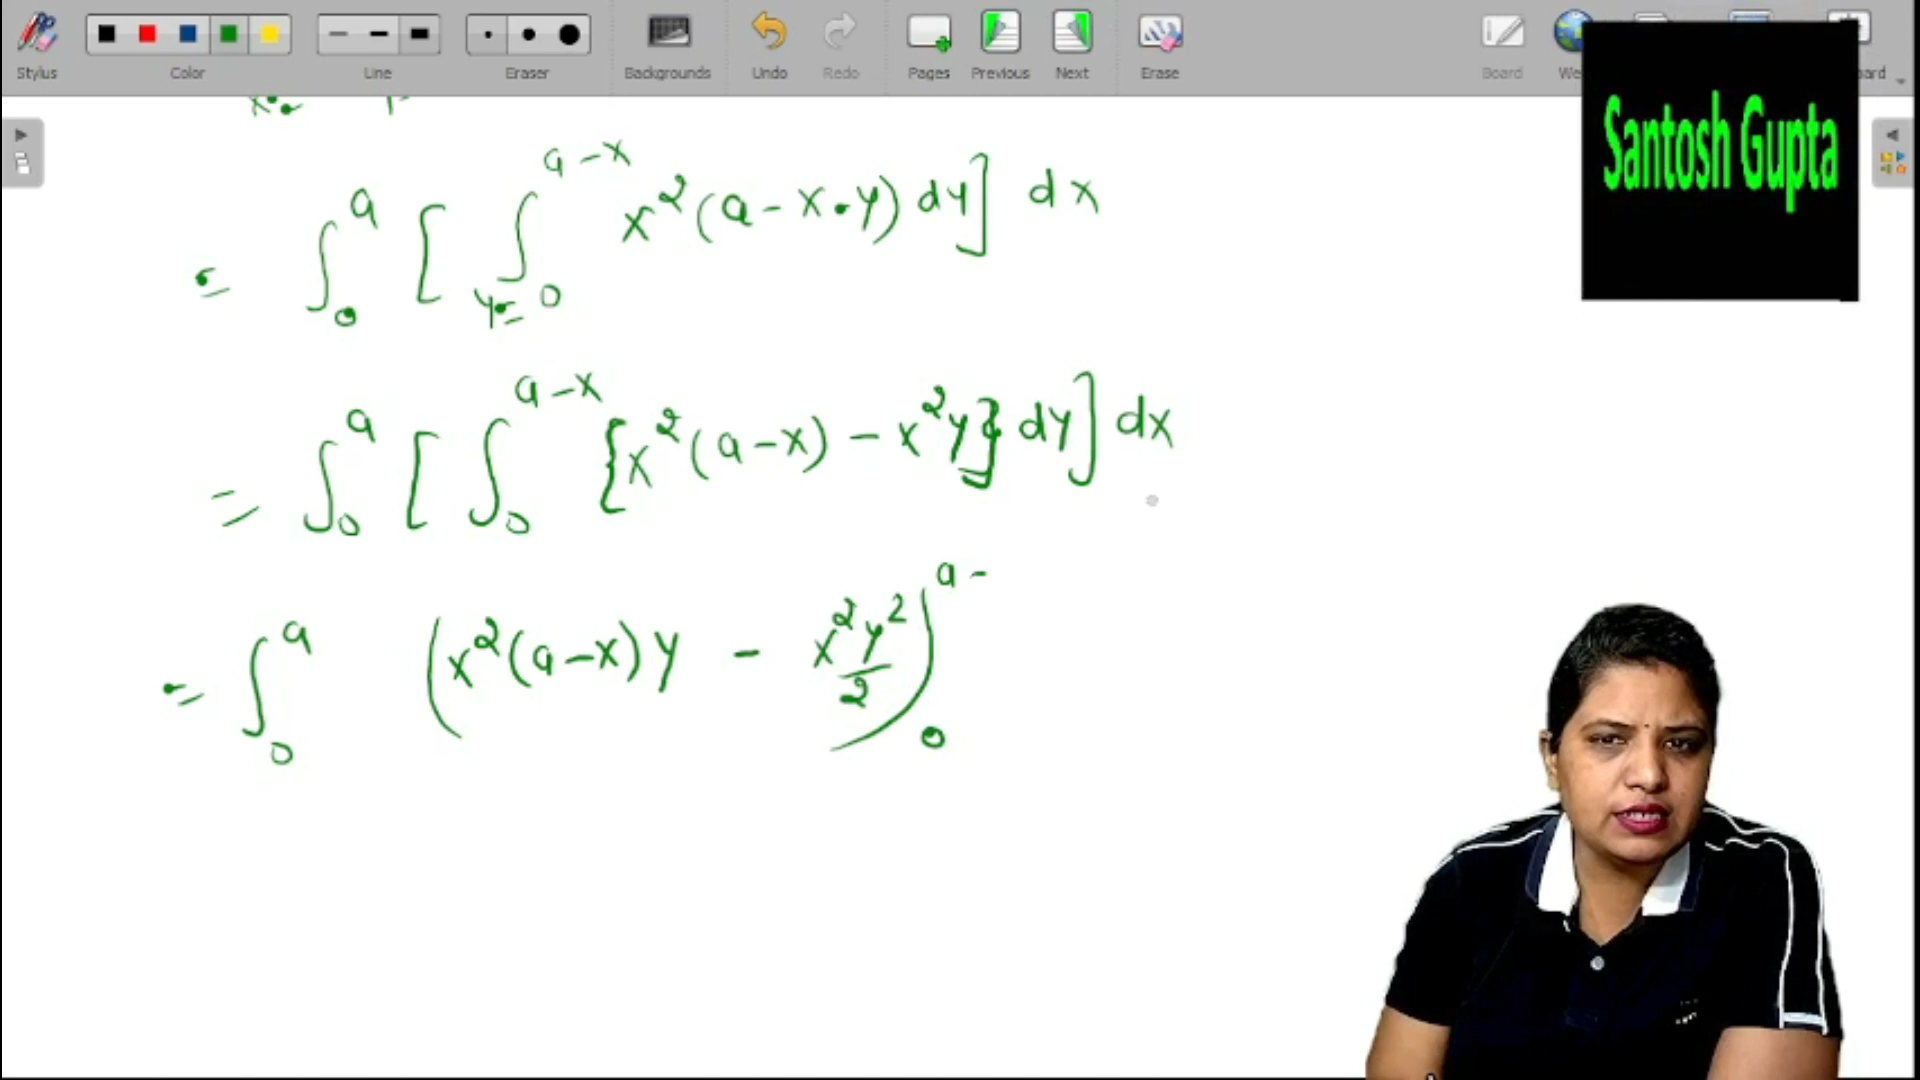 Stylus Color Line Eraser Backgrounds Undo Redo Pages Previous Next Erase Board
Santosh Gupta
= ∫₀^a [ ∫_{y=0}^{a-x} x²(a-x-y) dy ] dx
= ∫₀^a [ ∫₀^{a-x} {x²(a-x) - x²y} dy ] dx
= ∫₀^a (x²(a-x)y - x²y²/2)₀^{a-